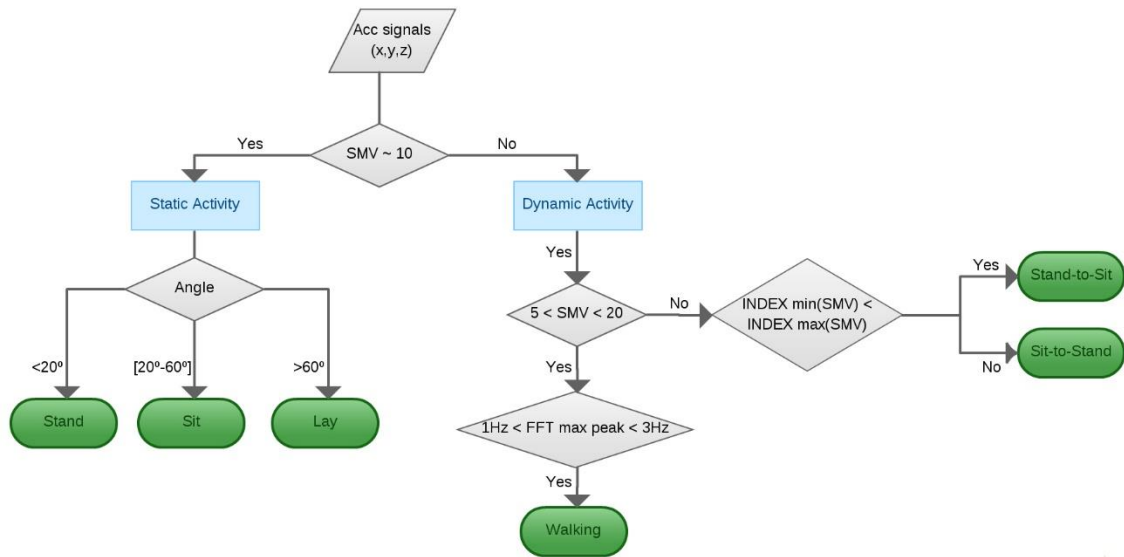 Acc signals
(x,y,z)
Yes
SMV ~ 10
No
Static Activity
Dynamic Activity
Yes
Angle
5 < SMV < 20
No
INDEX min(SMV) <
INDEX max(SMV)
Yes
Stand-to-Sit
No
Sit-to-Stand
<20º
[20º-60º]
>60º
Yes
Stand
Sit
Lay
1Hz < FFT max peak < 3Hz
Yes
Walking